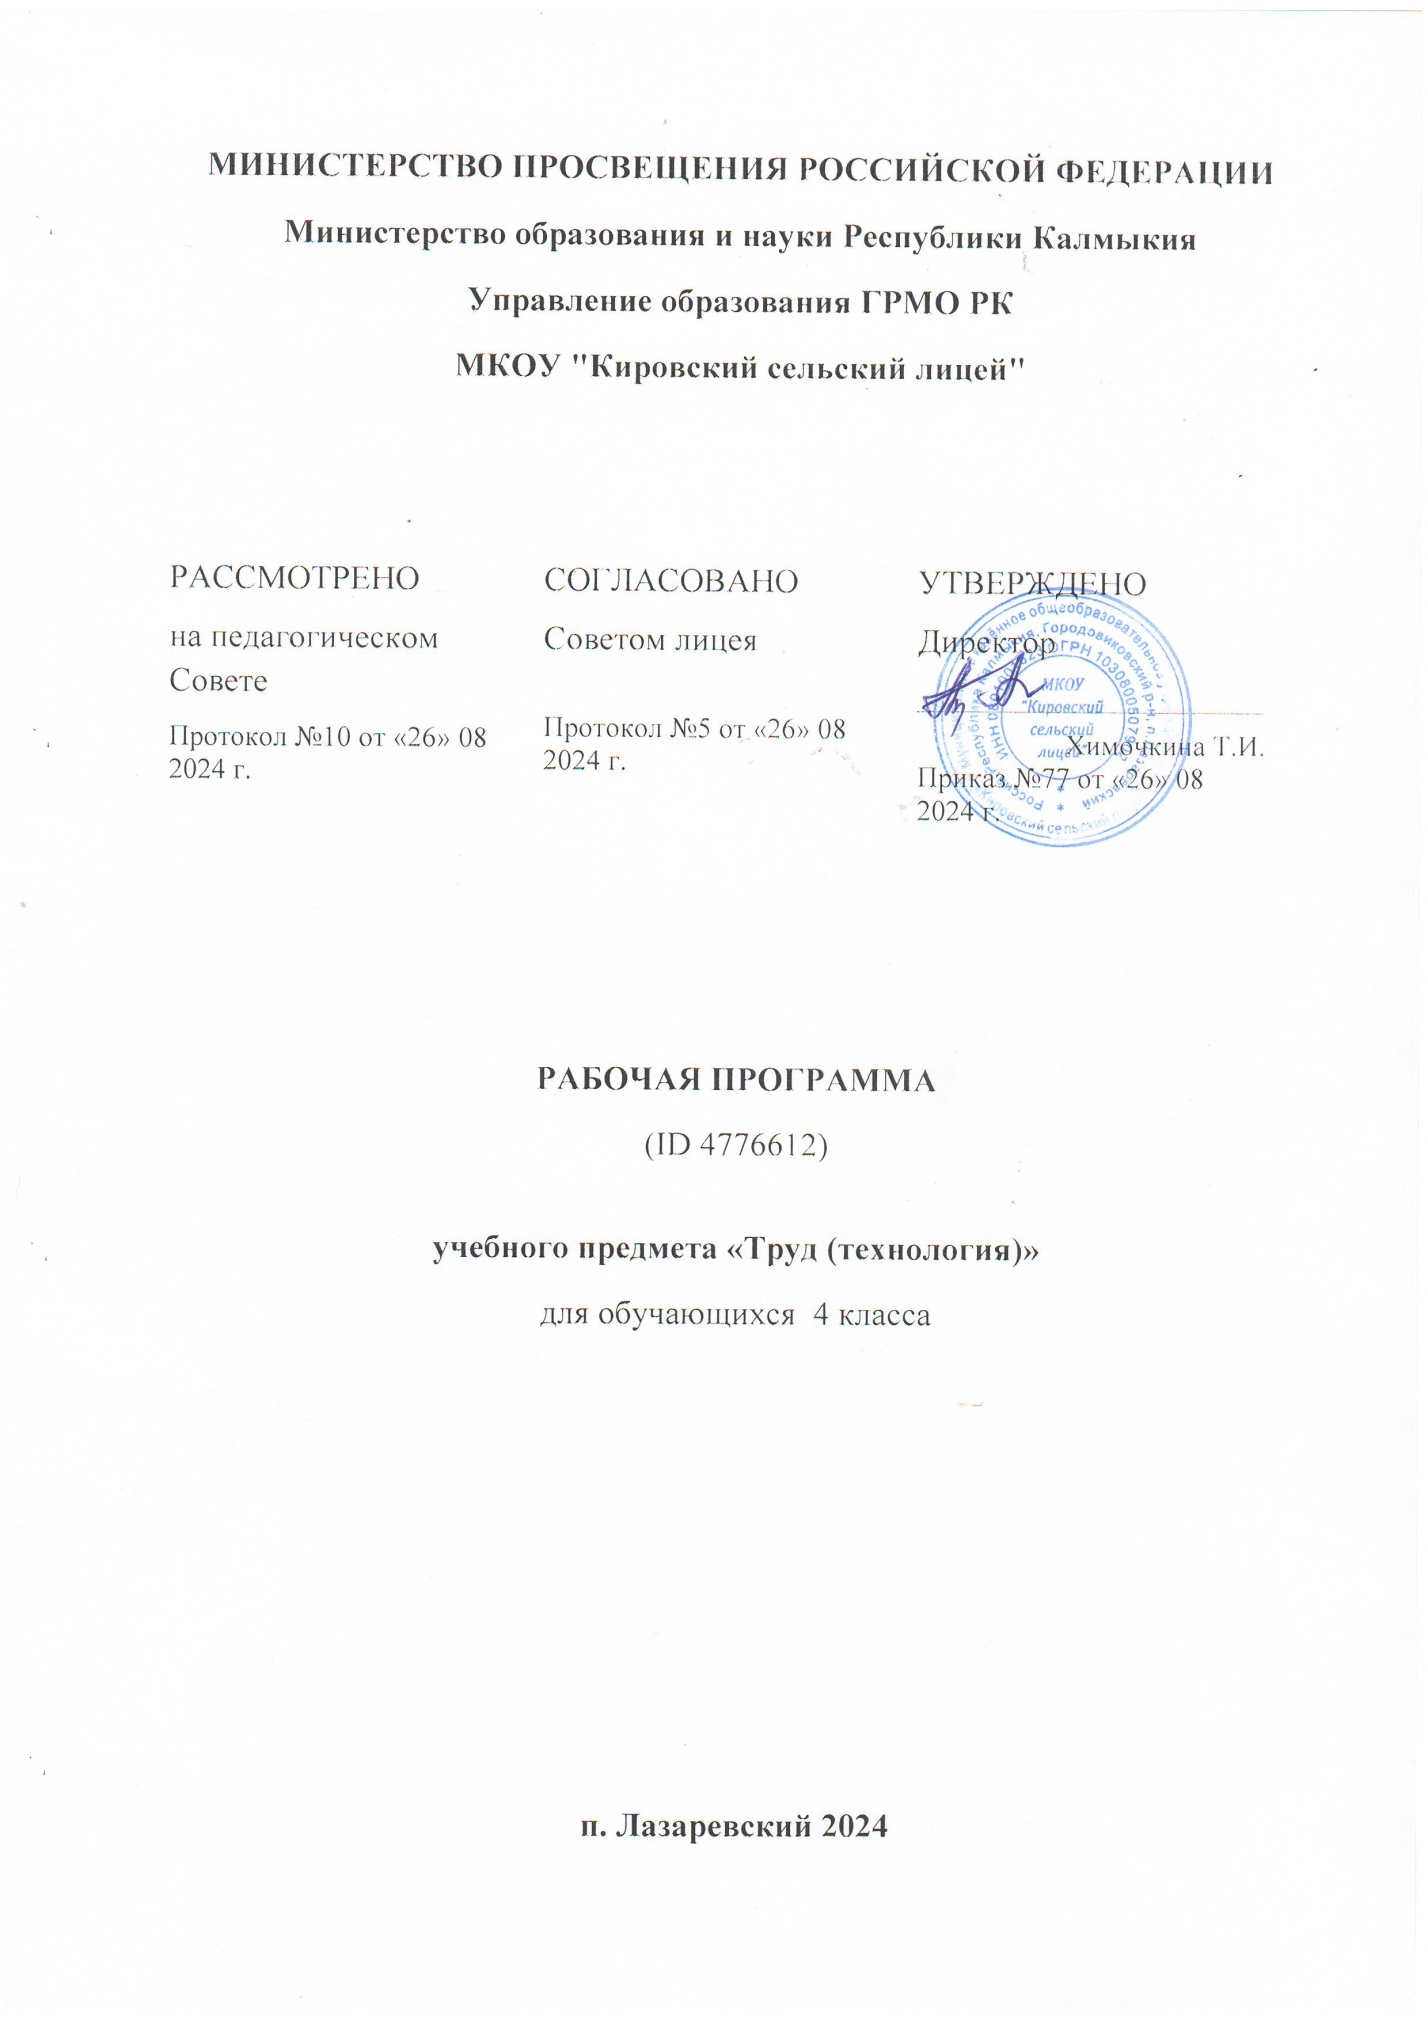 МИНИСТЕРСТВО ПРОСВЕЩЕНИЯ РОССИЙСКОЙ ФЕДЕРАЦИИ
Министерство образования и науки Республики Калмыкия
Управление образования ГРМО РК
МКОУ "Кировский сельский лицей"
РАССМОТРЕНО
на педагогическом
Совете
Протокол №10 от «26» 08
2024 г.
СОГЛАСОВАНО
Советом лицея
Протокол №5 от «26» 08
2024 г.
УТВЕРЖДЕНО
Директор
Химочкина Т.И.
Приказ №77 от «26» 08
2024 г.
МКОУ
"Кировский
сельский
лицей"
РАБОЧАЯ ПРОГРАММА
(ID 4776612)
учебного предмета «Труд (технология)»
для обучающихся 4 класса
п. Лазаревский 2024